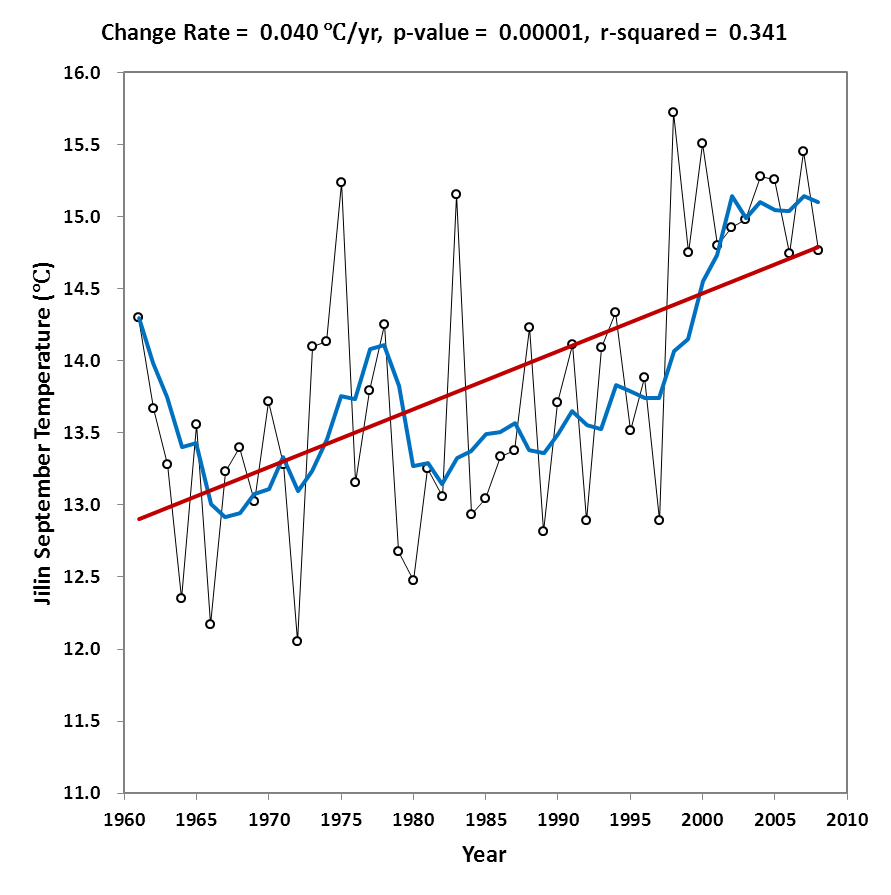 Change Rate = 0.040 °C/yr, p-value = 0.00001, r-squared = 0.341
16.0
15.5
15.0
14.5
14.0
13.5
13.0
12.5
12.0
11.5
11.0
Jilin September Temperature (°C)
1960 1965 1970 1975 1980 1985 1990 1995 2000 2005 2010
Year